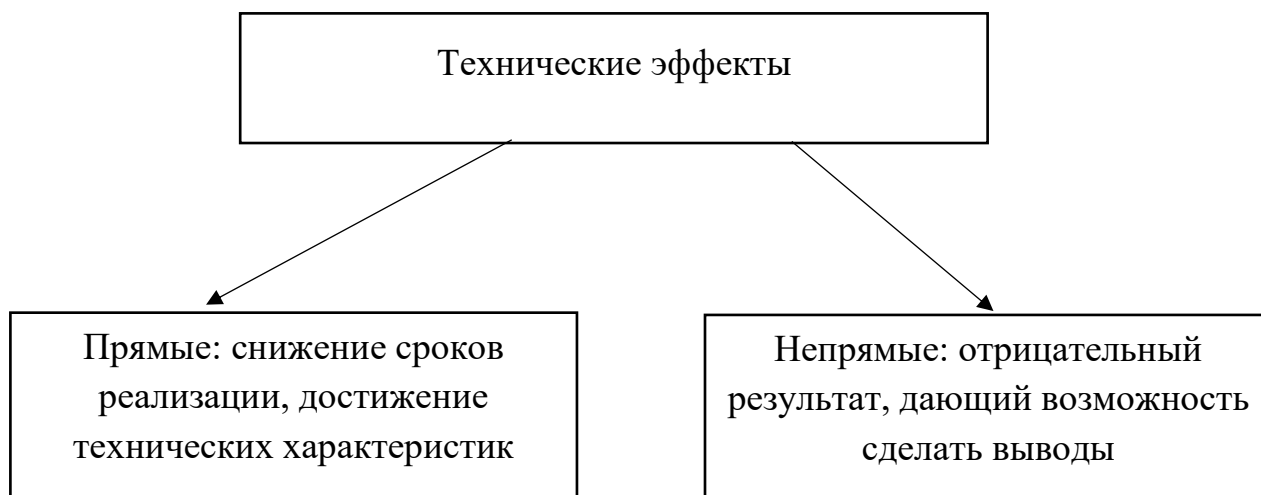 Технические эффекты
Прямые: снижение сроков
реализации, достижение
технических характеристик
Непрямые: отрицательный
результат, дающий возможность
сделать выводы